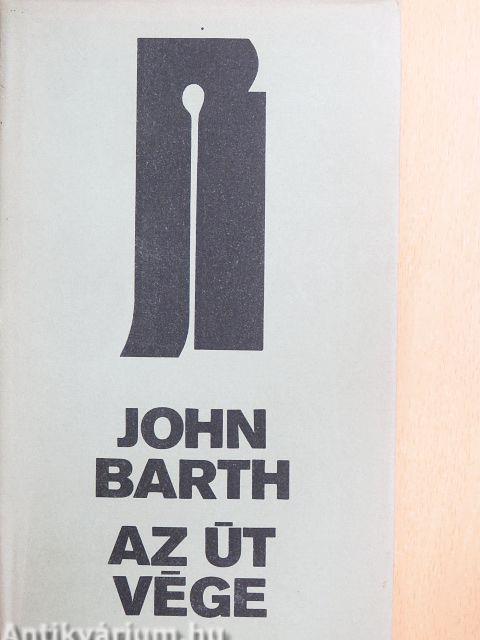 JOHN
BARTH
AZ ŪT
VĒGE
Antikvárium.hu